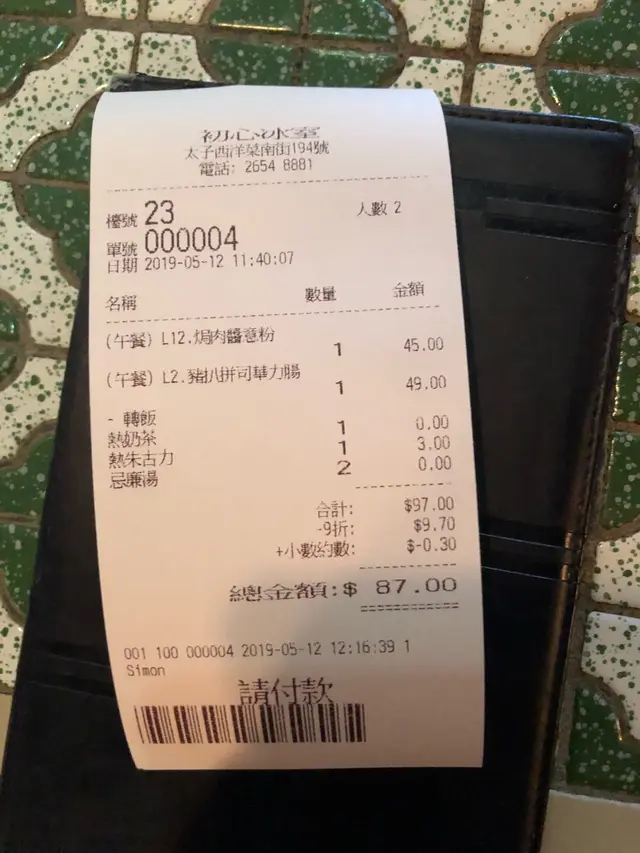 初心冰室
太子西洋菜南街194號
電話: 2654 8881
檯號 23 人數 2
單號 000004
日期 2019-05-12 11:40:07
名稱 數量 金額
(午餐) L12.焗肉醬意粉 1 45.00
(午餐) L2.豬扒拼司華力腸 1 49.00
- 轉飯
熱奶茶 1 0.00
熱朱古力 1 3.00
忌廉湯 2 0.00
合計: $97.00
-9折: $9.70
+小數約數: $-0.30
總金額:$ 87.00
001 100 000004 2019-05-12 12:16:39 1
Simon
請付款